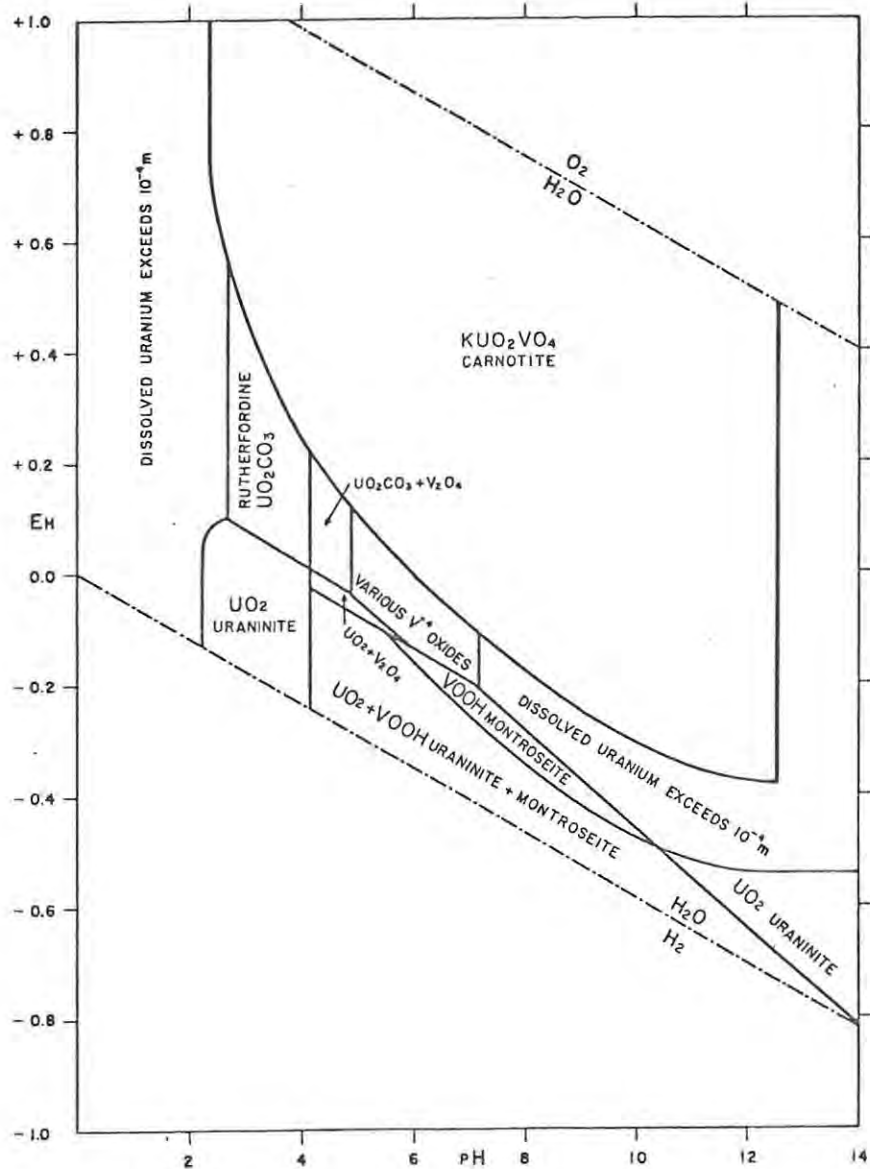 +1.0
+0.8
+0.6
+0.4
+0.2
EH
0.0
-0.2
-0.4
-0.6
-0.8
-1.0
DISSOLVED URANIUM EXCEEDS 10⁻⁴m
O₂
H₂O
KUO₂VO₄
CARNOTITE
RUTHERFORDINE
UO₂CO₃
UO₂CO₃+V₂O₄
UO₂
URANINITE
VARIOUS V⁺⁴ OXIDES
UO₂+V₂O₄
VOOH MONTROSEITE
UO₂+VOOH URANINITE + MONTROSEITE
DISSOLVED URANIUM EXCEEDS 10⁻⁴m
UO₂ URANINITE
H₂O
H₂
2 4 6 PH 8 10 12 14